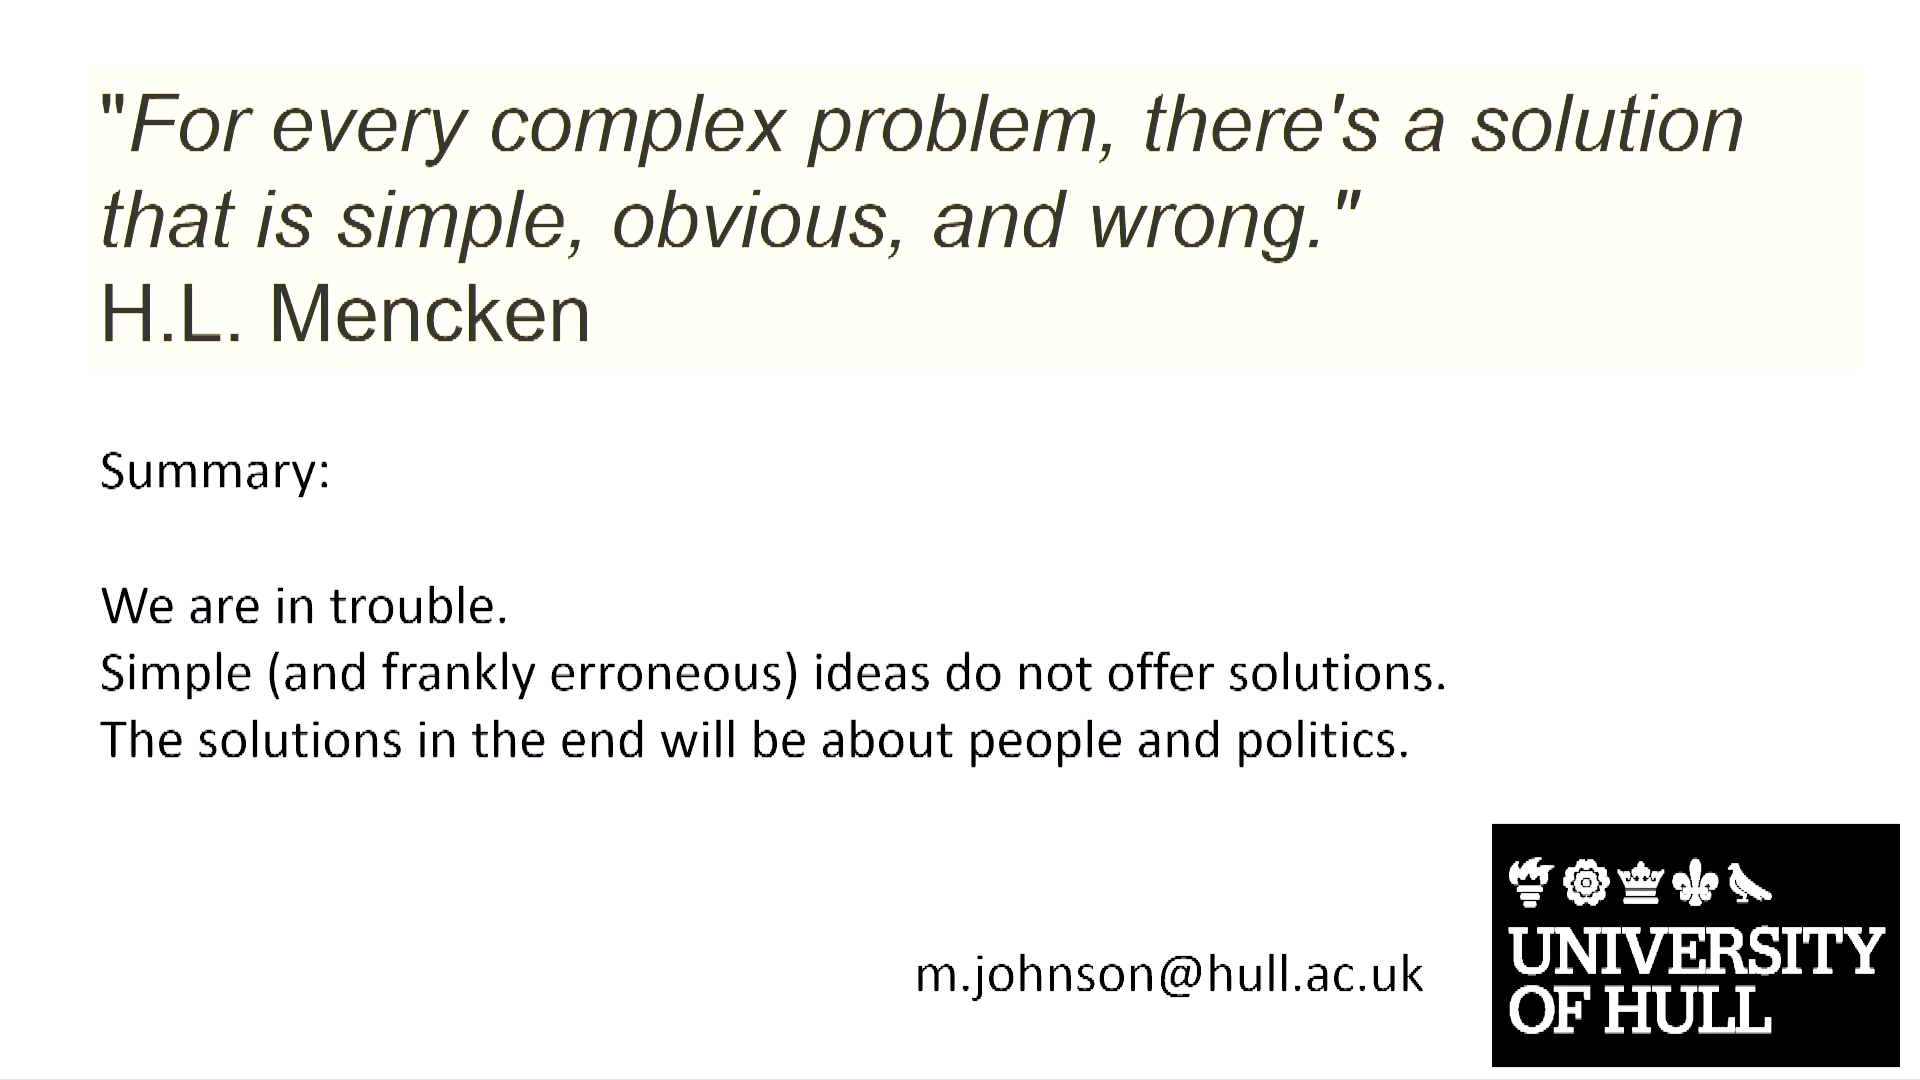 "For every complex problem, there's a solution
that is simple, obvious, and wrong."
H.L. Mencken
Summary:
We are in trouble.
Simple (and frankly erroneous) ideas do not offer solutions.
The solutions in the end will be about people and politics.
m.johnson@hull.ac.uk
UNIVERSITY
OF HULL